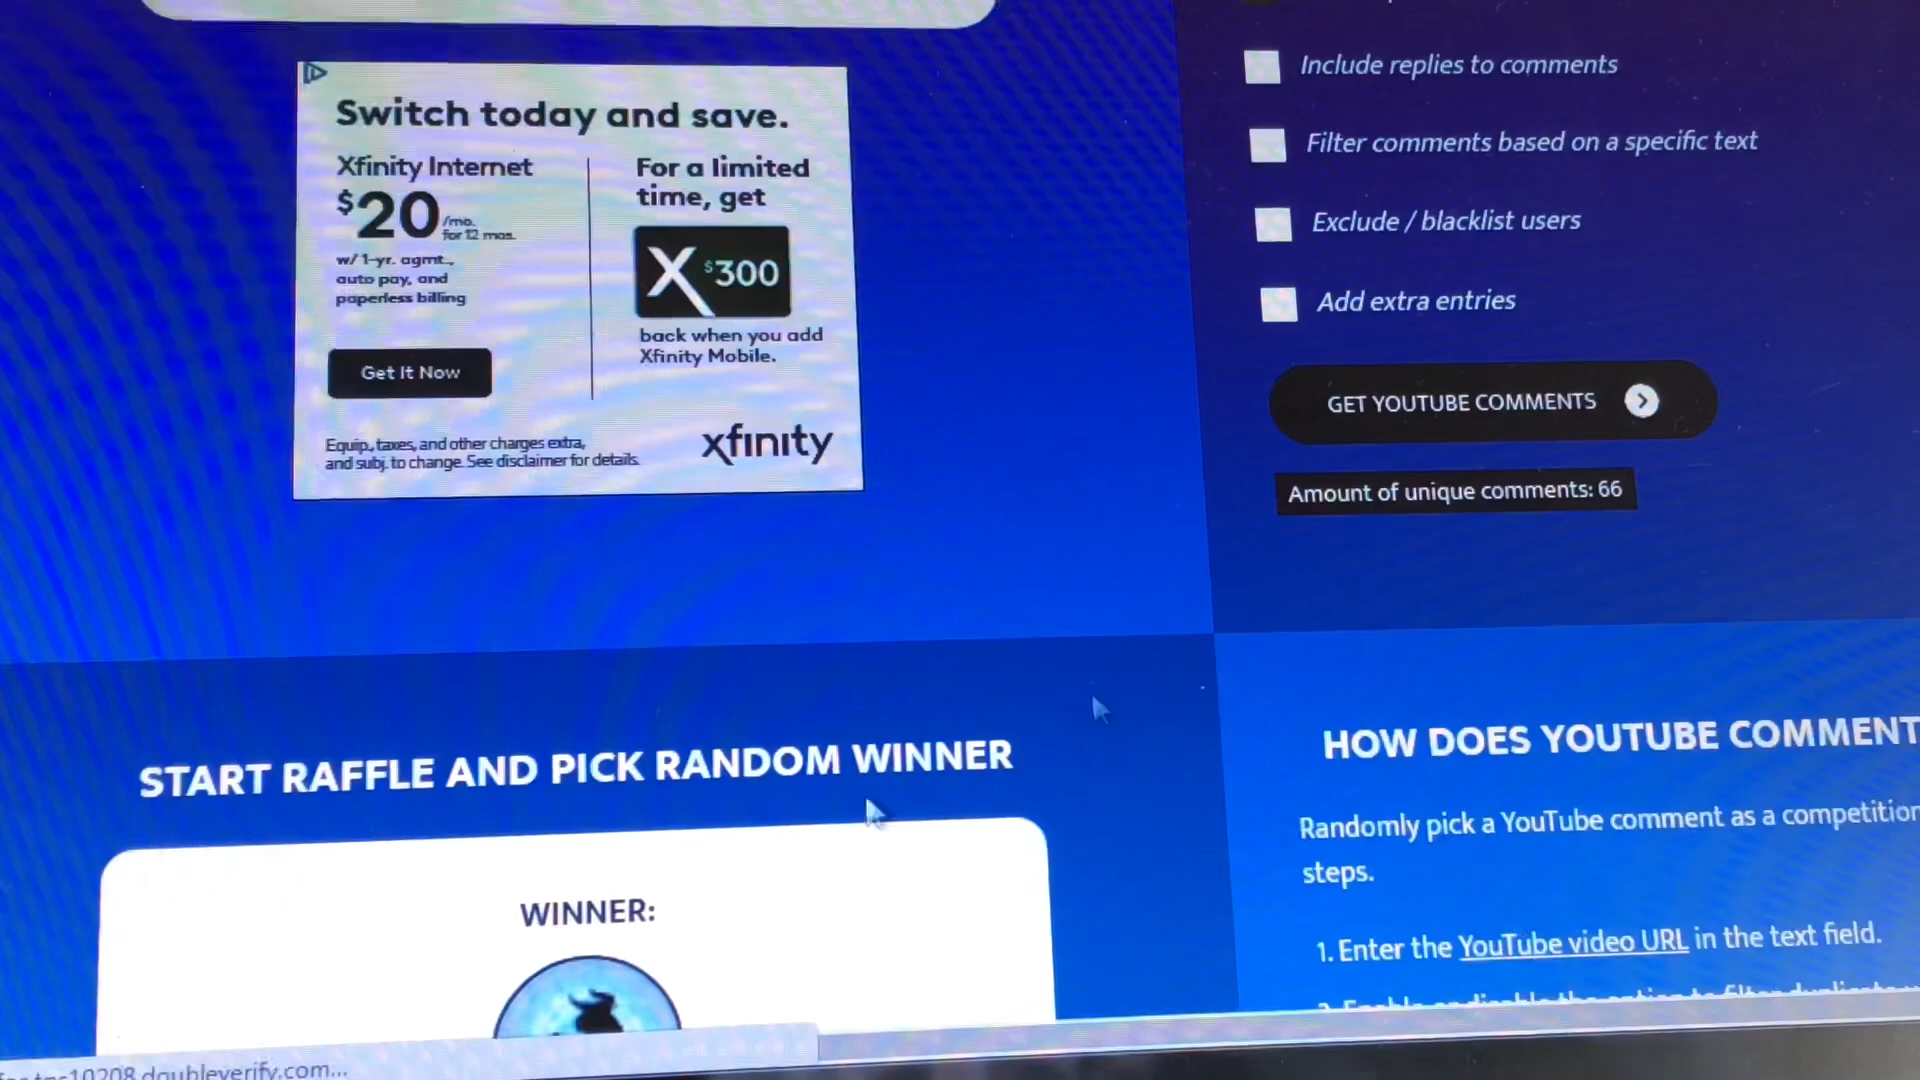 Switch today and save.
Xfinity Internet
$20 /mo.
for 12 mos.
w/ 1-yr. agmt.,
auto pay, and
paperless billing
Get It Now
For a limited
time, get
X $300
back when you add
Xfinity Mobile.
Equip., taxes, and other charges extra,
and subj. to change. See disclaimer for details.
xfinity
Include replies to comments
Filter comments based on a specific text
Exclude / blacklist users
Add extra entries
GET YOUTUBE COMMENTS
Amount of unique comments: 66
START RAFFLE AND PICK RANDOM WINNER
WINNER:
HOW DOES YOUTUBE COMMENT
Randomly pick a YouTube comment as a competition
steps.
1. Enter the YouTube video URL in the text field.
doubleverify.com...